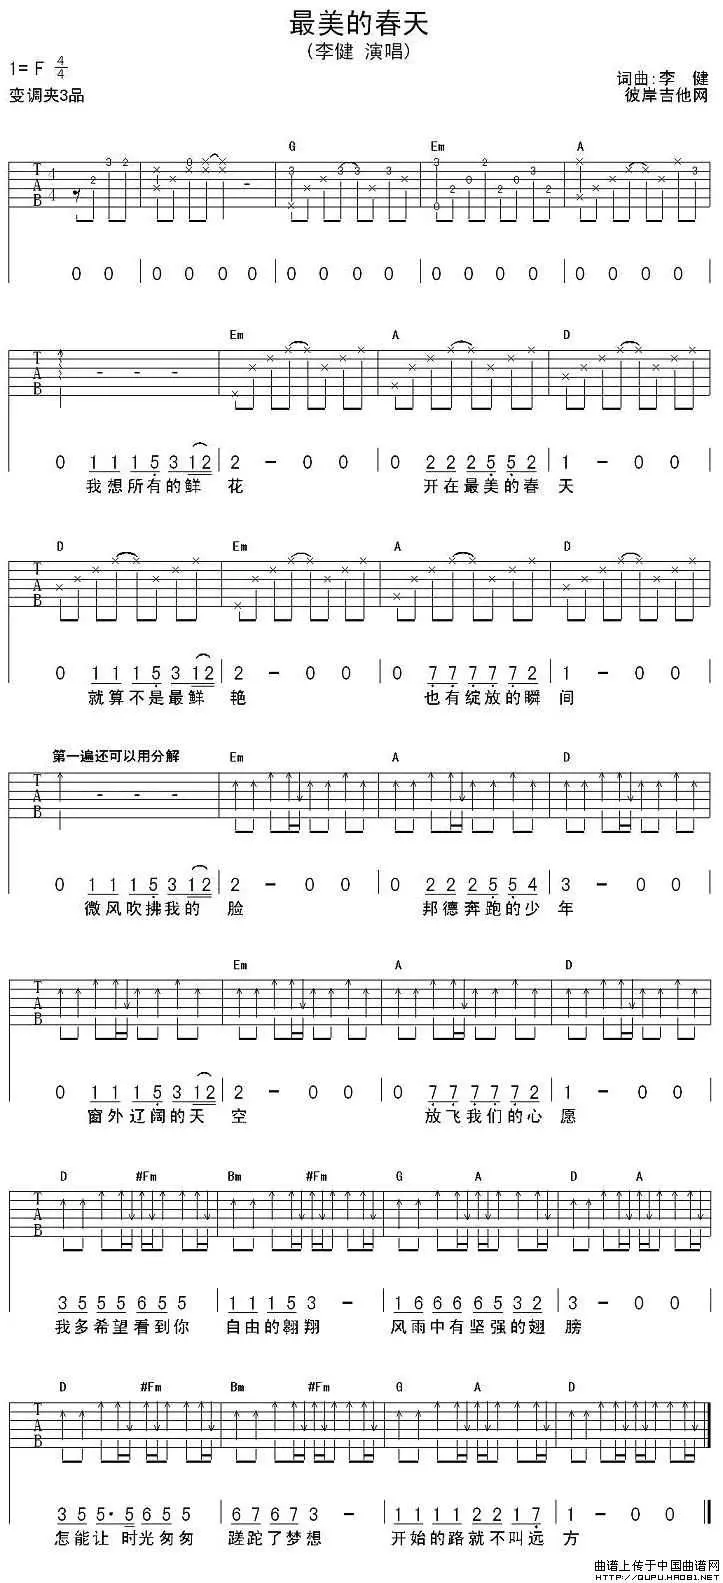 最美的春天
(李健 演唱)
1= F 4/4
词曲:李 健
变调夹3品
彼岸吉他网
G Em A
0 0 0 | 0 0 0 0 | 0 0 0 0 | 0 0 0 0 | 0 0 0 0
Em A D
0 1 1 1 5 3 1 2 | 2 - 0 0 | 0 2 2 2 5 5 2 | 1 - 0 0
我想所有的鲜 花 开在最美的春 天
D Em A D
0 1 1 1 5 3 1 2 | 2 - 0 0 | 0 7 7 7 7 7 2 | 1 - 0 0
就算不是最鲜 艳 也有绽放的瞬 间
第一遍还可以用分解 Em A D
0 1 1 1 5 3 1 2 | 2 - 0 0 | 0 2 2 2 5 5 4 | 3 - 0 0
微风吹拂我的 脸 邦德奔跑的少 年
Em A D
0 1 1 1 5 3 1 2 | 2 - 0 0 | 0 7 7 7 7 7 2 | 1 - 0 0
窗外辽阔的天 空 放飞我们的心 愿
D #Fm Bm #Fm G A D A
3 5 5 5 6 5 5 | 1 1 1 5 3 - | 1 6 6 6 6 5 3 2 | 3 - 0 0
我多希望看到你 自由的翱翔 风雨中有坚强的翅 膀
D #Fm Bm #Fm G A D
3 5 5· 5 6 5 5 | 6 7 6 7 3 - | 1 1 1 1 2 2 1 7 | 1 - 0 0
怎能让 时光匆匆 蹉跎了梦想 开始的路就不叫远 方
曲谱上传于中国曲谱网
HTTP://QUPU.HAO81.NET